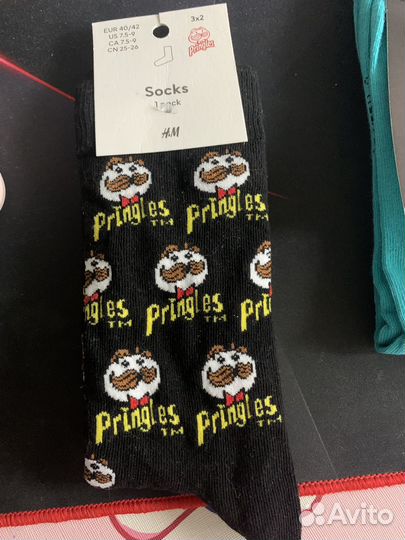 EUR 40/42
US 7.5-9
CA 7.5-9
CN 25-26
3x2
Pringles
Socks
1 pack
H&M
Pringles TM
Pringles TM
Pringles TM
Pringles TM
Pringles TM
Avito